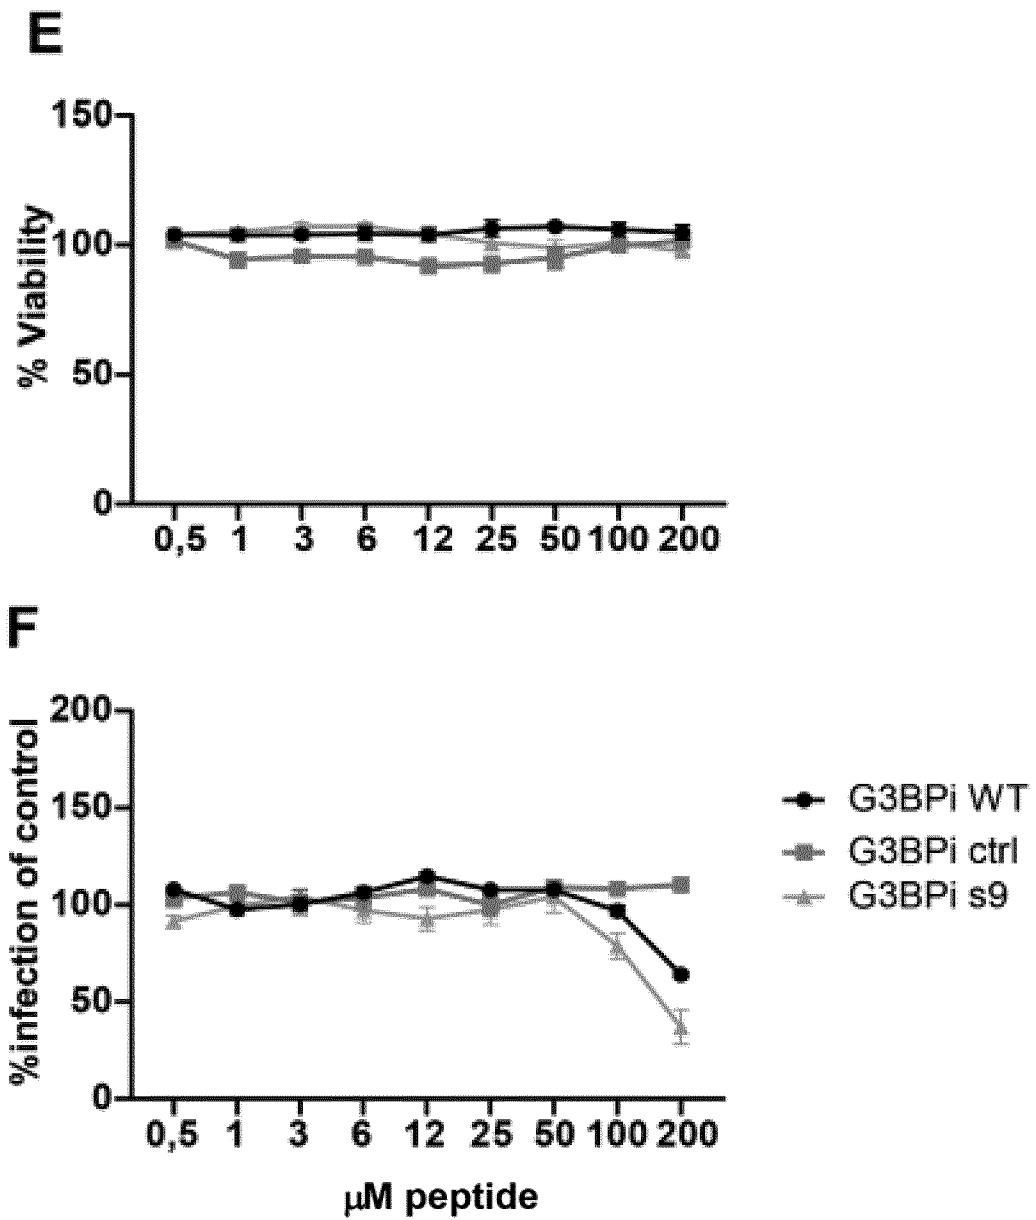 E
% Viability
150
100
50
0
0,5 1 3 6 12 25 50 100 200
F
%infection of control
200
150
100
50
0
0,5 1 3 6 12 25 50 100 200
µM peptide
G3BPi WT
G3BPi ctrl
G3BPi s9